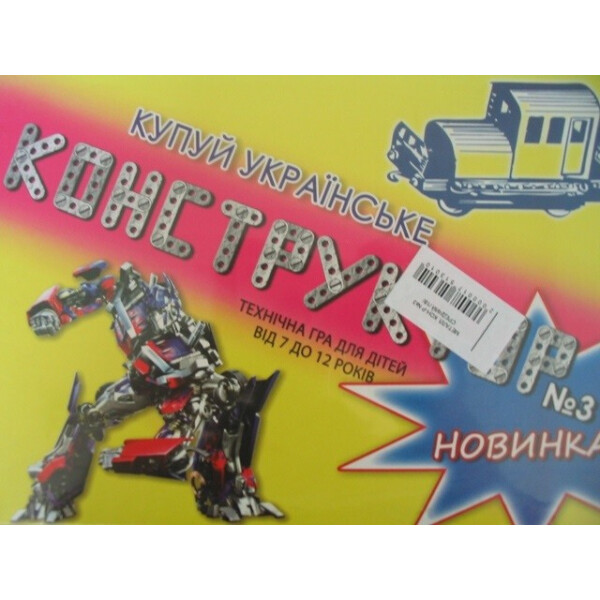 КУПУЙ УКРАЇНСЬКЕ
КОНСТРУКТОР
№3
ТЕХНІЧНА ГРА ДЛЯ ДІТЕЙ
ВІД 7 ДО 12 РОКІВ
НОВИНКА